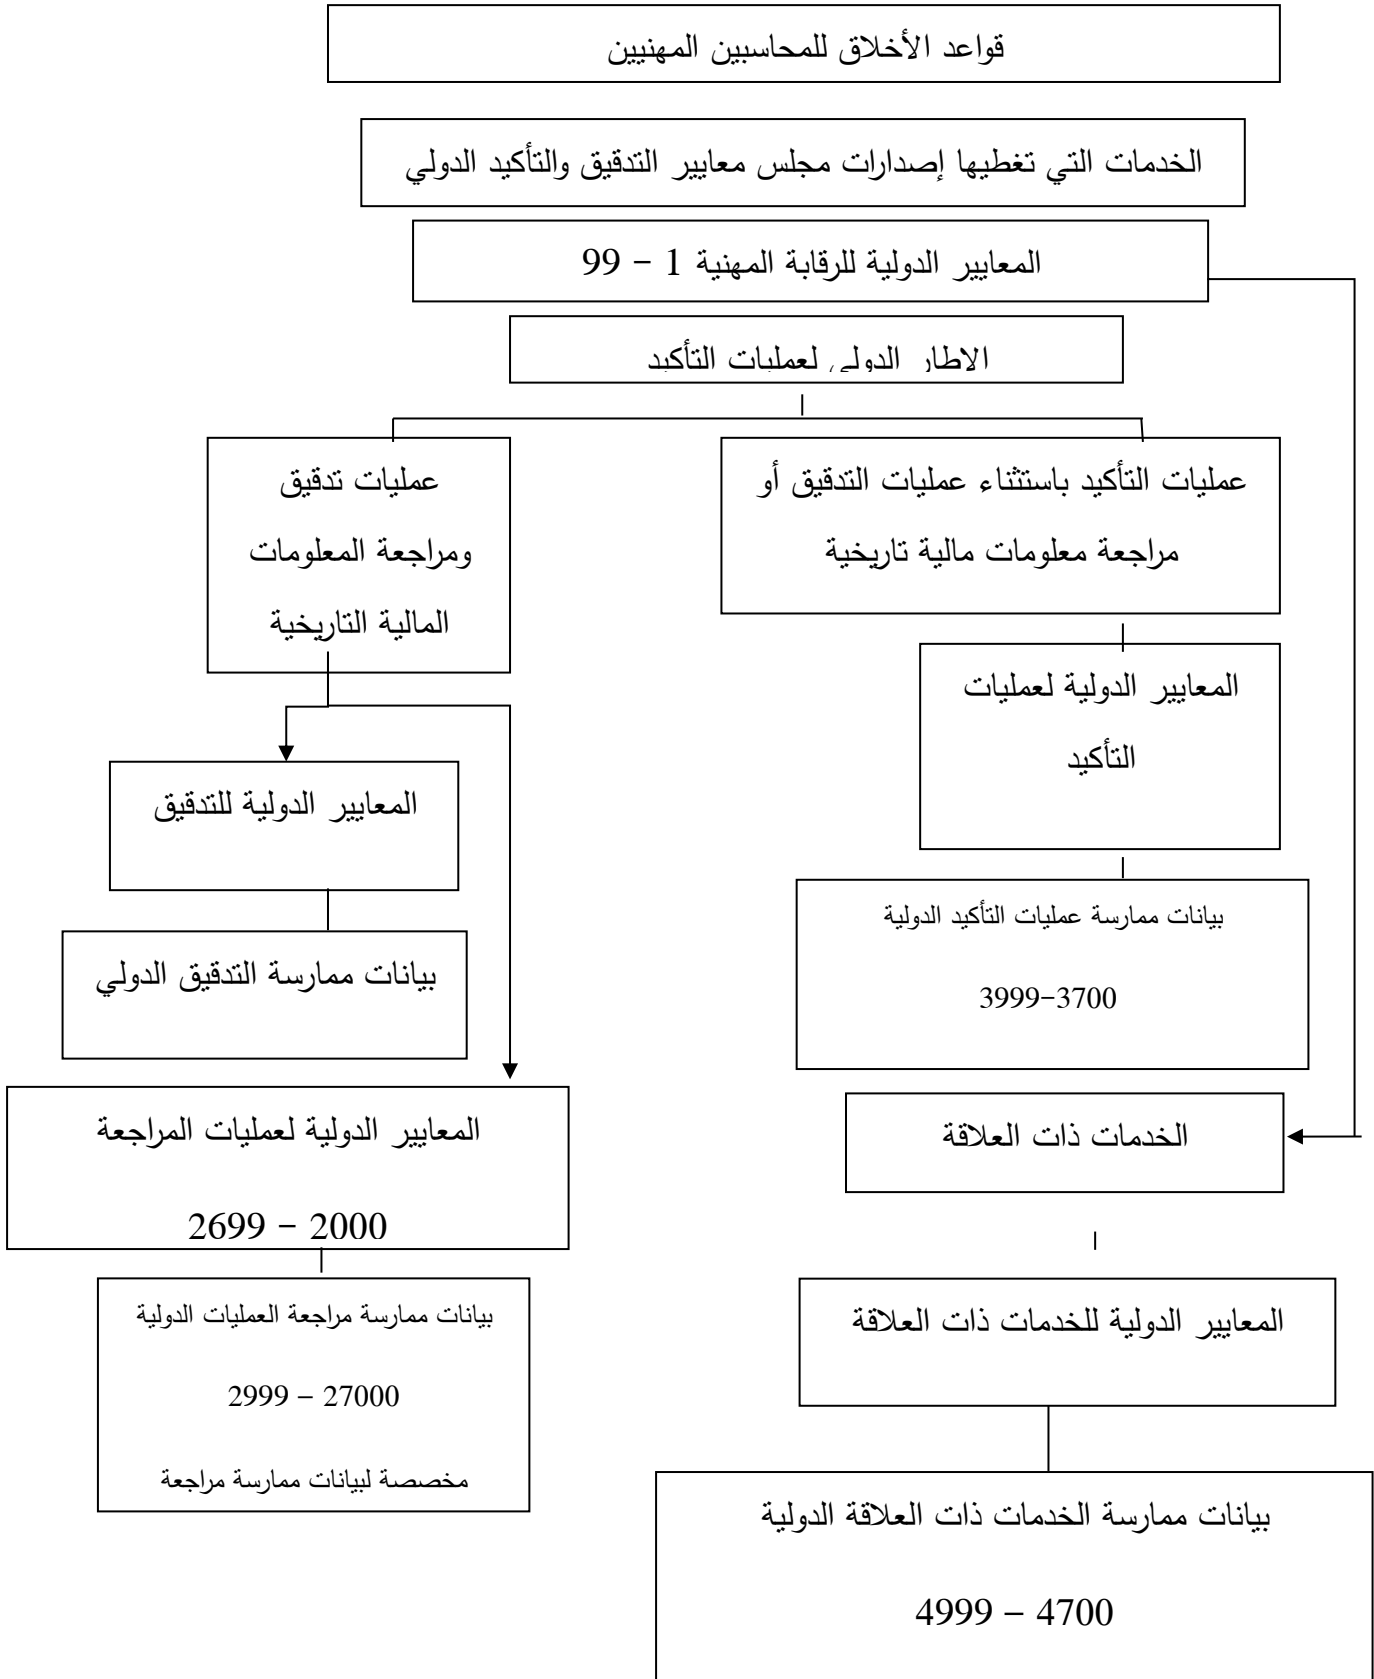 قواعد الأخلاق للمحاسبين المهنيين
الخدمات التي تغطيها إصدارات مجلس معايير التدقيق والتأكيد الدولي
المعايير الدولية للرقابة المهنية 1 – 99
الاطار الدولي لعمليات التأكيد
عمليات التأكيد باستثناء عمليات التدقيق أو
مراجعة معلومات مالية تاريخية
عمليات تدقيق
ومراجعة المعلومات
المالية التاريخية
المعايير الدولية لعمليات
التأكيد
المعايير الدولية للتدقيق
بيانات ممارسة عمليات التأكيد الدولية
3700-3999
بيانات ممارسة التدقيق الدولي
الخدمات ذات العلاقة
المعايير الدولية لعمليات المراجعة
2000 – 2699
المعايير الدولية للخدمات ذات العلاقة
بيانات ممارسة مراجعة العمليات الدولية
27000 – 2999
مخصصة لبيانات ممارسة مراجعة
بيانات ممارسة الخدمات ذات العلاقة الدولية
4700 – 4999